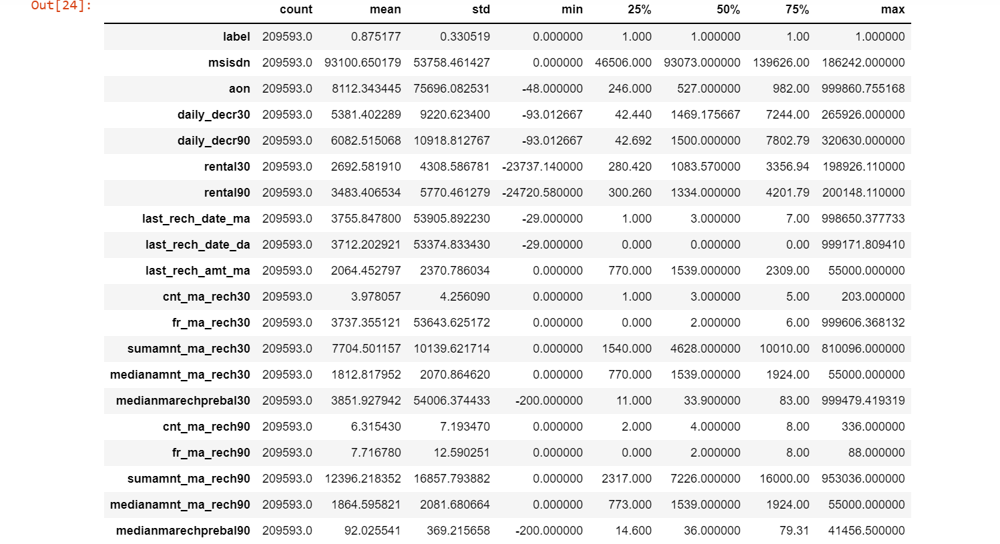 Out[24]:
count mean std min 25% 50% 75% max
label 209593.0 0.875177 0.330519 0.000000 1.000 1.000000 1.00 1.000000
msisdn 209593.0 93100.650179 53758.461427 0.000000 46506.000 93073.000000 139626.00 186242.000000
aon 209593.0 8112.343445 75696.082531 -48.000000 246.000 527.000000 982.00 999860.755168
daily_decr30 209593.0 5381.402289 9220.623400 -93.012667 42.440 1469.175667 7244.00 265926.000000
daily_decr90 209593.0 6082.515068 10918.812767 -93.012667 42.692 1500.000000 7802.79 320630.000000
rental30 209593.0 2692.581910 4308.586781 -23737.140000 280.420 1083.570000 3356.94 198926.110000
rental90 209593.0 3483.406534 5770.461279 -24720.580000 300.260 1334.000000 4201.79 200148.110000
last_rech_date_ma 209593.0 3755.847800 53905.892230 -29.000000 1.000 3.000000 7.00 998650.377733
last_rech_date_da 209593.0 3712.202921 53374.833430 -29.000000 0.000 0.000000 0.00 999171.809410
last_rech_amt_ma 209593.0 2064.452797 2370.786034 0.000000 770.000 1539.000000 2309.00 55000.000000
cnt_ma_rech30 209593.0 3.978057 4.256090 0.000000 1.000 3.000000 5.00 203.000000
fr_ma_rech30 209593.0 3737.355121 53643.625172 0.000000 0.000 2.000000 6.00 999606.368132
sumamnt_ma_rech30 209593.0 7704.501157 10139.621714 0.000000 1540.000 4628.000000 10010.00 810096.000000
medianamnt_ma_rech30 209593.0 1812.817952 2070.864620 0.000000 770.000 1539.000000 1924.00 55000.000000
medianmarechprebal30 209593.0 3851.927942 54006.374433 -200.000000 11.000 33.900000 83.00 999479.419319
cnt_ma_rech90 209593.0 6.315430 7.193470 0.000000 2.000 4.000000 8.00 336.000000
fr_ma_rech90 209593.0 7.716780 12.590251 0.000000 0.000 2.000000 8.00 88.000000
sumamnt_ma_rech90 209593.0 12396.218352 16857.793882 0.000000 2317.000 7226.000000 16000.00 953036.000000
medianamnt_ma_rech90 209593.0 1864.595821 2081.680664 0.000000 773.000 1539.000000 1924.00 55000.000000
medianmarechprebal90 209593.0 92.025541 369.215658 -200.000000 14.600 36.000000 79.31 41456.500000